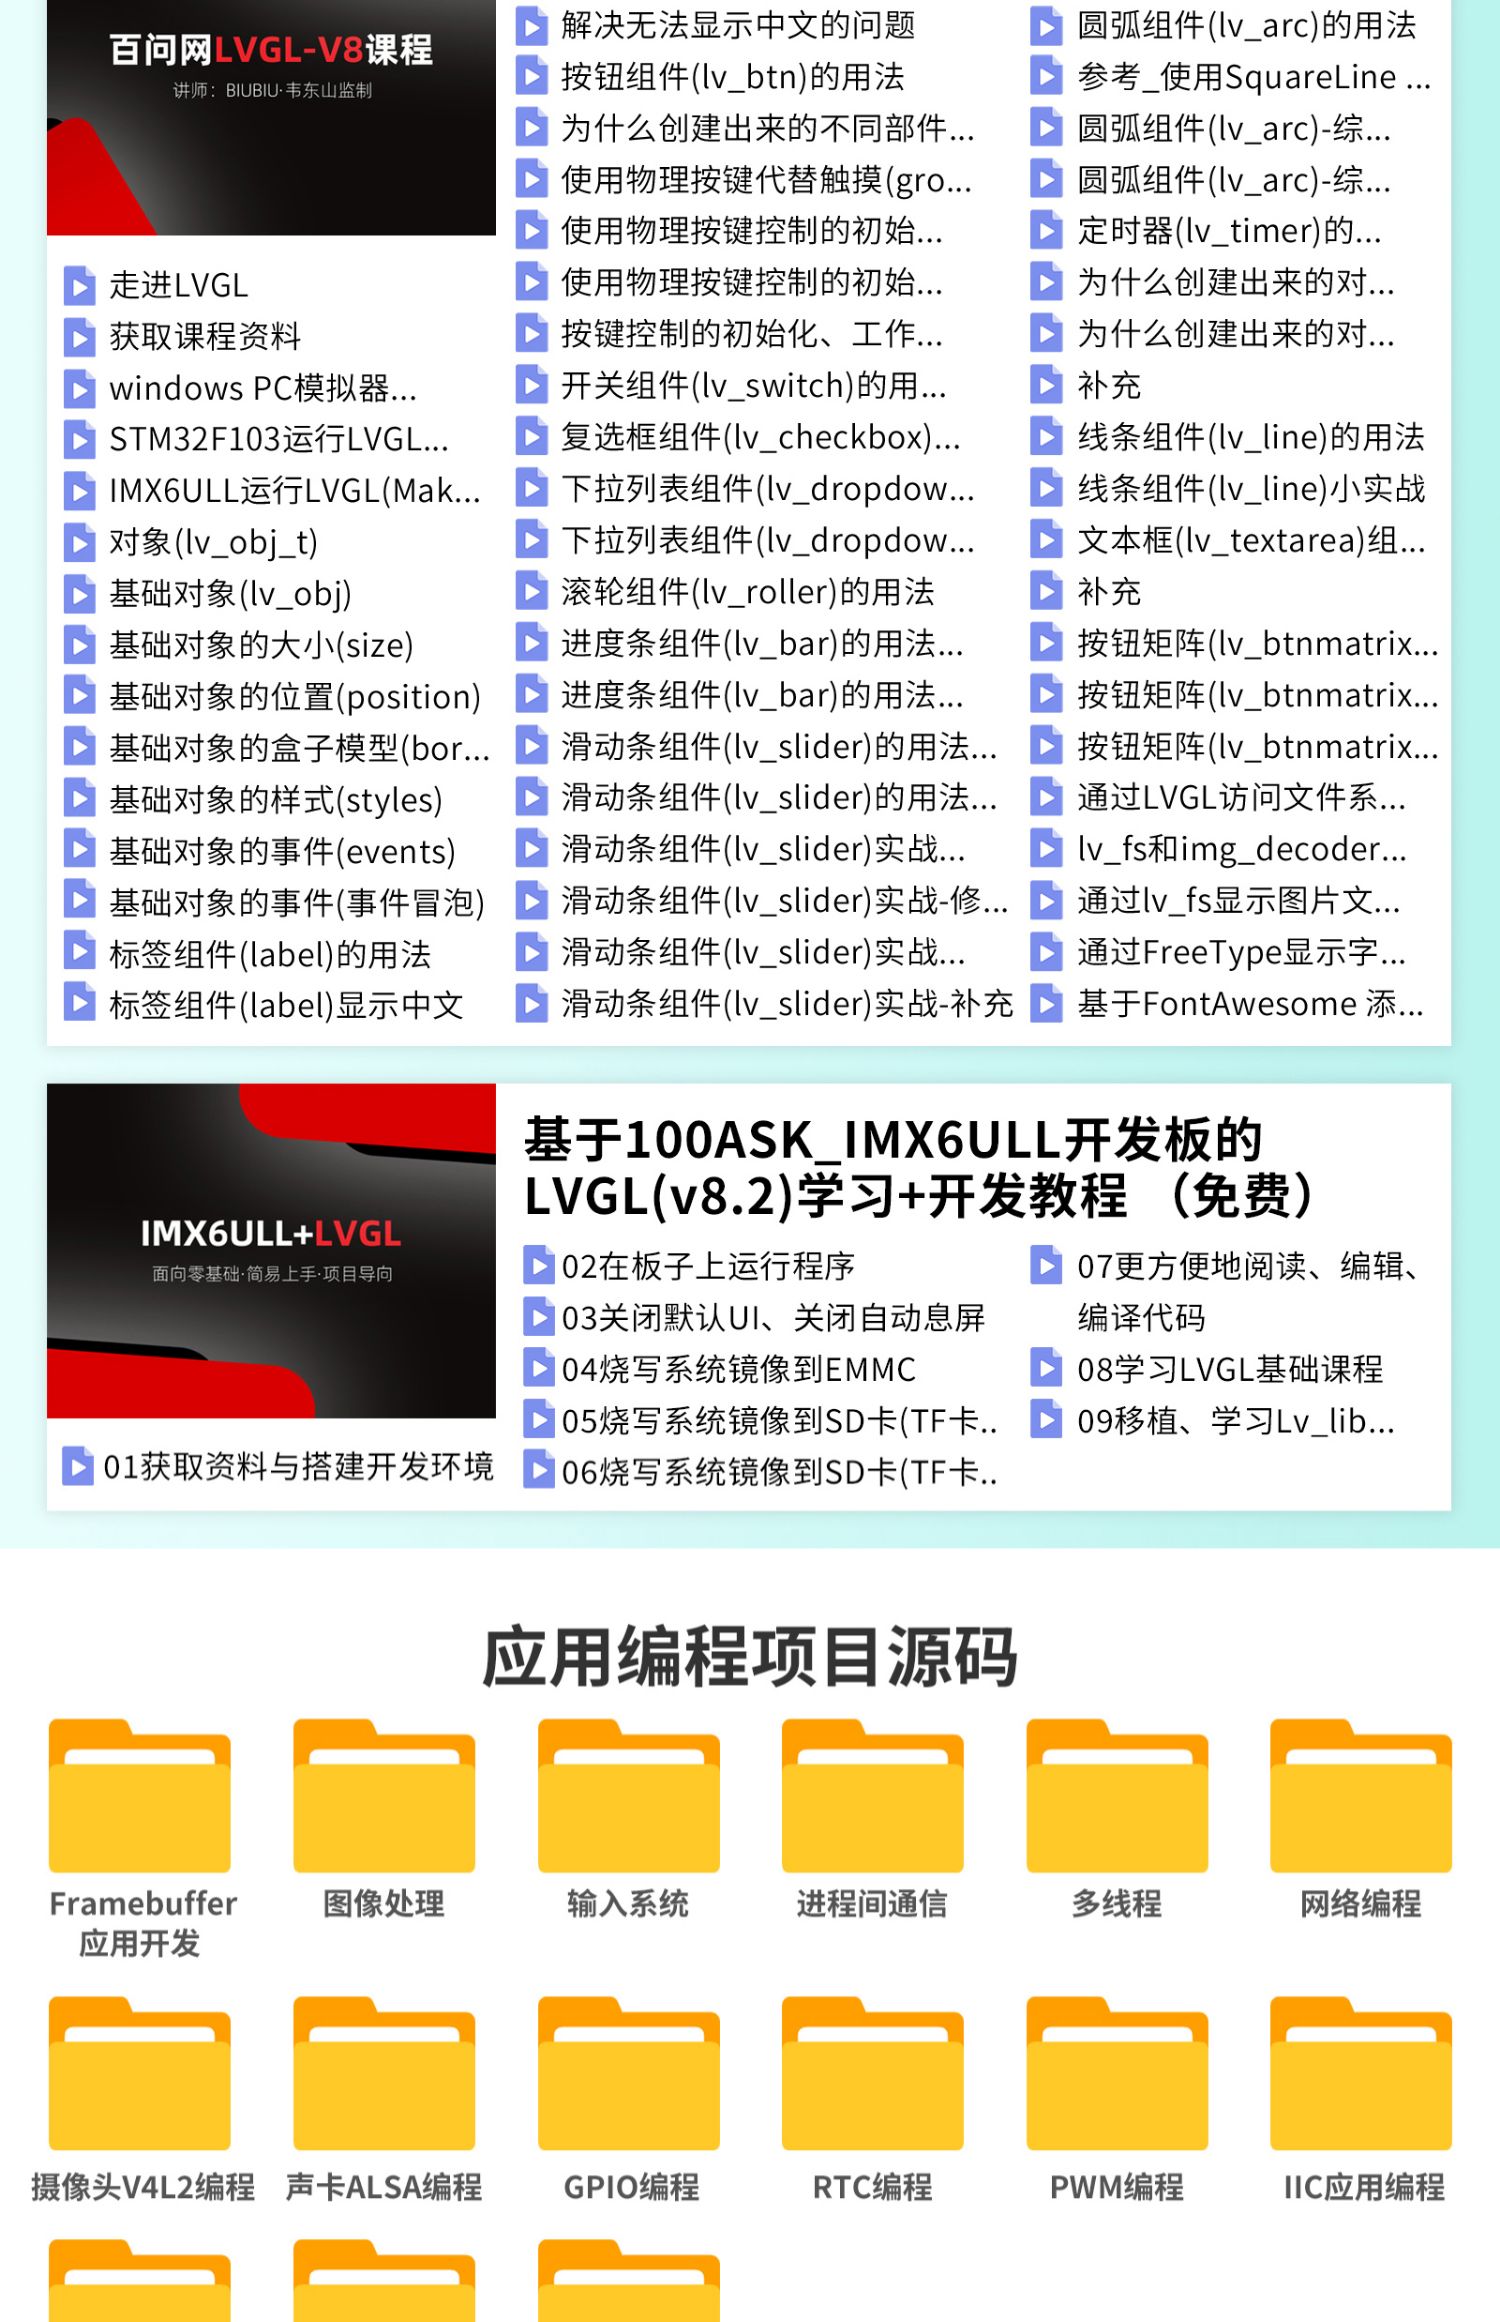 百问网LVGL-V8课程
讲师：BIUBIU·韦东山监制
走进LVGL
获取课程资料
windows PC模拟器...
STM32F103运行LVGL...
IMX6ULL运行LVGL(Mak...
对象(lv_obj_t)
基础对象(lv_obj)
基础对象的大小(size)
基础对象的位置(position)
基础对象的盒子模型(bor...
基础对象的样式(styles)
基础对象的事件(events)
基础对象的事件(事件冒泡)
标签组件(label)的用法
标签组件(label)显示中文
解决无法显示中文的问题
按钮组件(lv_btn)的用法
为什么创建出来的不同部件...
使用物理按键代替触摸(gro...
使用物理按键控制的初始...
使用物理按键控制的初始...
按键控制的初始化、工作...
开关组件(lv_switch)的用...
复选框组件(lv_checkbox)...
下拉列表组件(lv_dropdow...
下拉列表组件(lv_dropdow...
滚轮组件(lv_roller)的用法
进度条组件(lv_bar)的用法...
进度条组件(lv_bar)的用法...
滑动条组件(lv_slider)的用法...
滑动条组件(lv_slider)的用法...
滑动条组件(lv_slider)实战...
滑动条组件(lv_slider)实战-修...
滑动条组件(lv_slider)实战...
滑动条组件(lv_slider)实战-补充
圆弧组件(lv_arc)的用法
参考_使用SquareLine ...
圆弧组件(lv_arc)-综...
圆弧组件(lv_arc)-综...
定时器(lv_timer)的...
为什么创建出来的对...
为什么创建出来的对...
补充
线条组件(lv_line)的用法
线条组件(lv_line)小实战
文本框(lv_textarea)组...
补充
按钮矩阵(lv_btnmatrix...
按钮矩阵(lv_btnmatrix...
按钮矩阵(lv_btnmatrix...
通过LVGL访问文件系...
lv_fs和img_decoder...
通过lv_fs显示图片文...
通过FreeType显示字...
基于FontAwesome 添...
IMX6ULL+LVGL
面向零基础·简易上手·项目导向
01获取资料与搭建开发环境
基于100ASK_IMX6ULL开发板的
LVGL(v8.2)学习+开发教程 （免费）
02在板子上运行程序
03关闭默认UI、关闭自动息屏
04烧写系统镜像到EMMC
05烧写系统镜像到SD卡(TF卡..
06烧写系统镜像到SD卡(TF卡..
07更方便地阅读、编辑、
编译代码
08学习LVGL基础课程
09移植、学习Lv_lib...
应用编程项目源码
Framebuffer
应用开发
图像处理
输入系统
进程间通信
多线程
网络编程
摄像头V4L2编程
声卡ALSA编程
GPIO编程
RTC编程
PWM编程
IIC应用编程